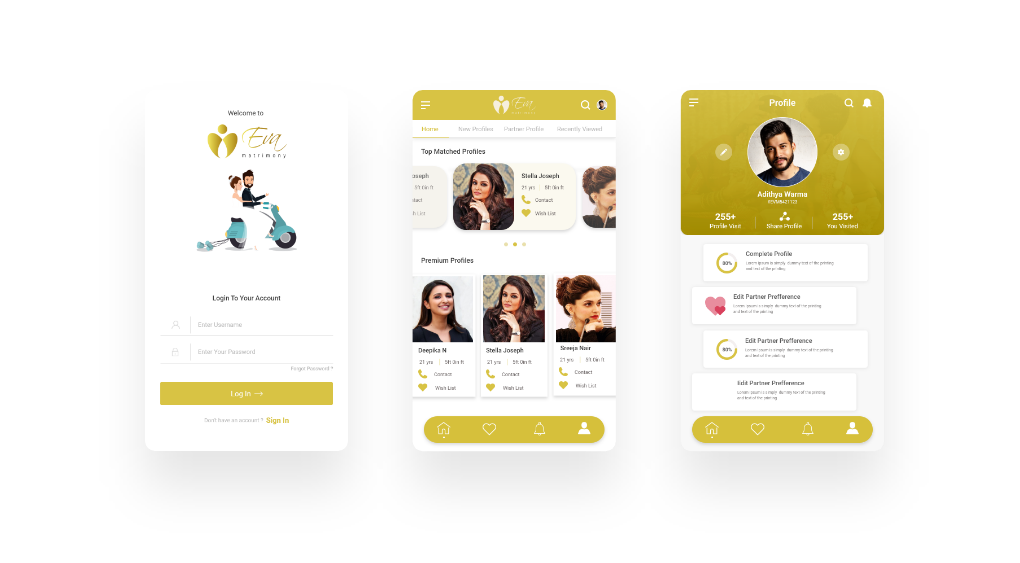 Welcome to
Eva
matrimony
Login To Your Account
Enter Username
Enter Your Password
Forgot Password ?
Log In
Don't have an account ? Sign In
Eva
Home New Profiles Partner Profile Recently Viewed
Top Matched Profiles
oseph
5ft 0in ft
ntact
sh List
Stella Joseph
21 yrs 5ft 0in ft
Contact
Wish List
Premium Profiles
Deepika N
21 yrs 5ft 0in ft
Contact
Wish List
Stella Joseph
21 yrs 5ft 0in ft
Contact
Wish List
Sreeja Nair
21 yrs 5ft 0in ft
Contact
Wish List
Profile
Adithya Warma
255+
Profile Visit
Share Profile
255+
You Visited
80%
Complete Profile
Lorem Ipsum is simply dummy text of the printing
and text of the printing
Edit Partner Prefference
Lorem Ipsum is simply dummy text of the printing
and text of the printing
80%
Edit Partner Prefference
Lorem Ipsum is simply dummy text of the printing
and text of the printing
Edit Partner Prefference
Lorem Ipsum is simply dummy text of the printing
and text of the printing